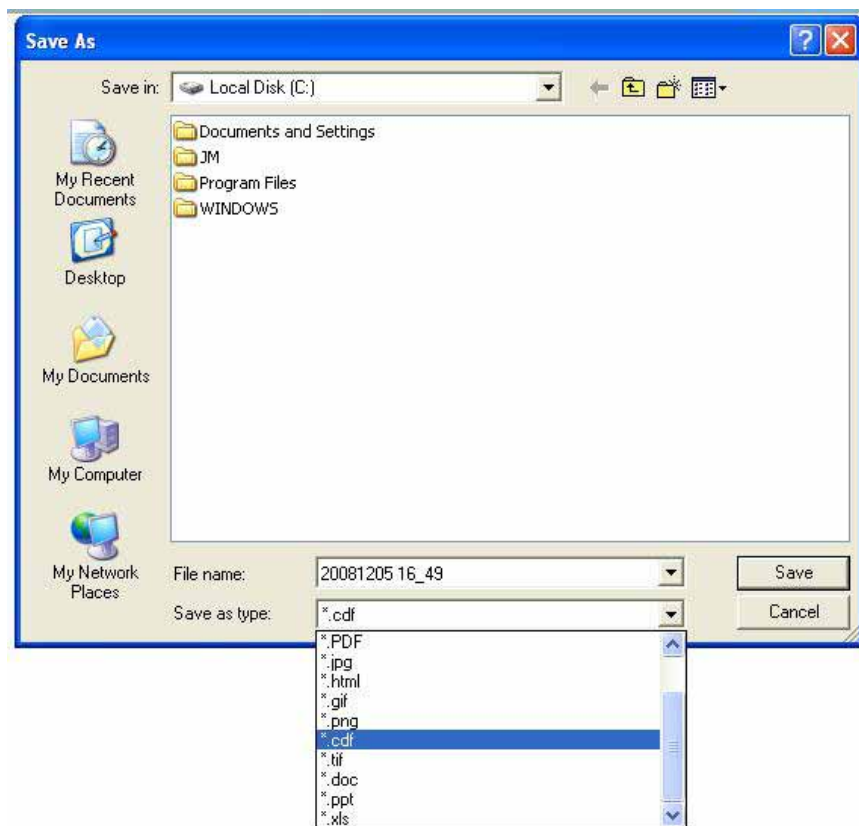 Save As
Save in:
Local Disk (C:)
My Recent
Documents
Desktop
My Documents
My Computer
My Network
Places
Documents and Settings
JM
Program Files
WINDOWS
File name:
20081205 16_49
Save
Save as type:
*.cdf
Cancel
*.PDF
*.jpg
*.html
*.gif
*.png
*.cdf
*.tif
*.doc
*.ppt
*.xls